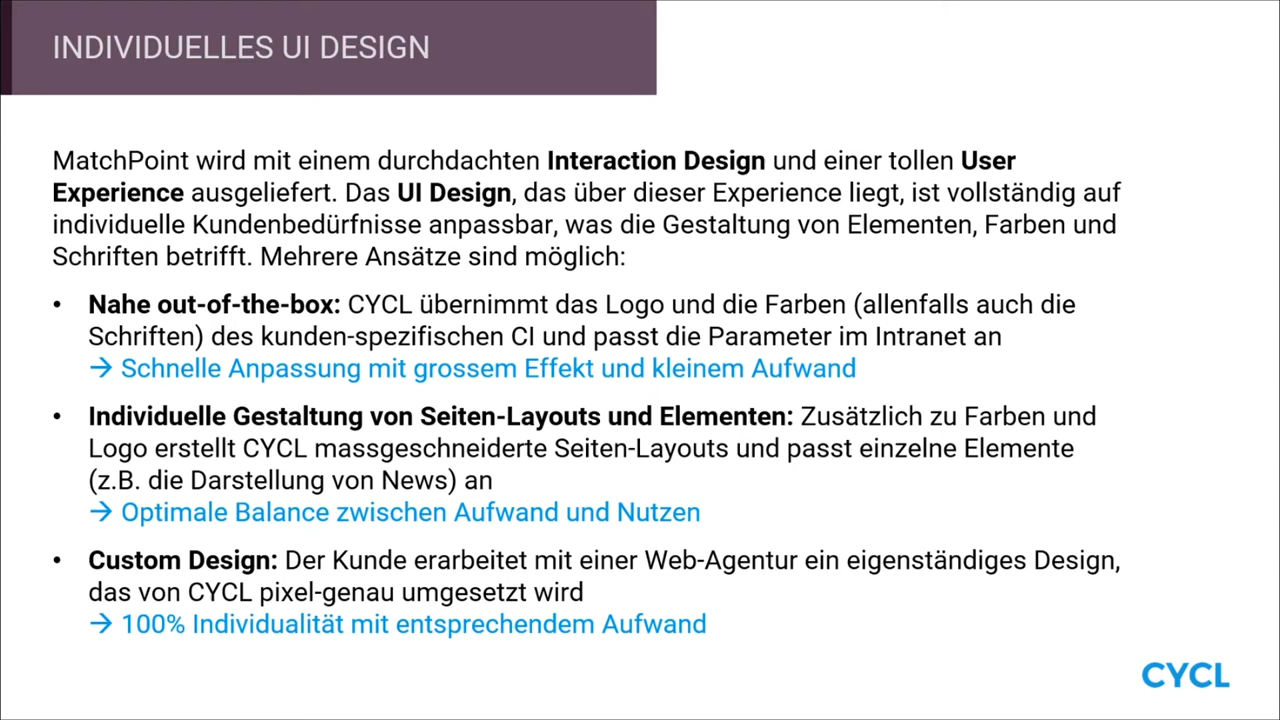 INDIVIDUELLES UI DESIGN
MatchPoint wird mit einem durchdachten Interaction Design und einer tollen User
Experience ausgeliefert. Das UI Design, das über dieser Experience liegt, ist vollständig auf
individuelle Kundenbedürfnisse anpassbar, was die Gestaltung von Elementen, Farben und
Schriften betrifft. Mehrere Ansätze sind möglich:
• Nahe out-of-the-box: CYCL übernimmt das Logo und die Farben (allenfalls auch die
Schriften) des kunden-spezifischen CI und passt die Parameter im Intranet an
→ Schnelle Anpassung mit grossem Effekt und kleinem Aufwand
• Individuelle Gestaltung von Seiten-Layouts und Elementen: Zusätzlich zu Farben und
Logo erstellt CYCL massgeschneiderte Seiten-Layouts und passt einzelne Elemente
(z.B. die Darstellung von News) an
→ Optimale Balance zwischen Aufwand und Nutzen
• Custom Design: Der Kunde erarbeitet mit einer Web-Agentur ein eigenständiges Design,
das von CYCL pixel-genau umgesetzt wird
→ 100% Individualität mit entsprechendem Aufwand
CYCL